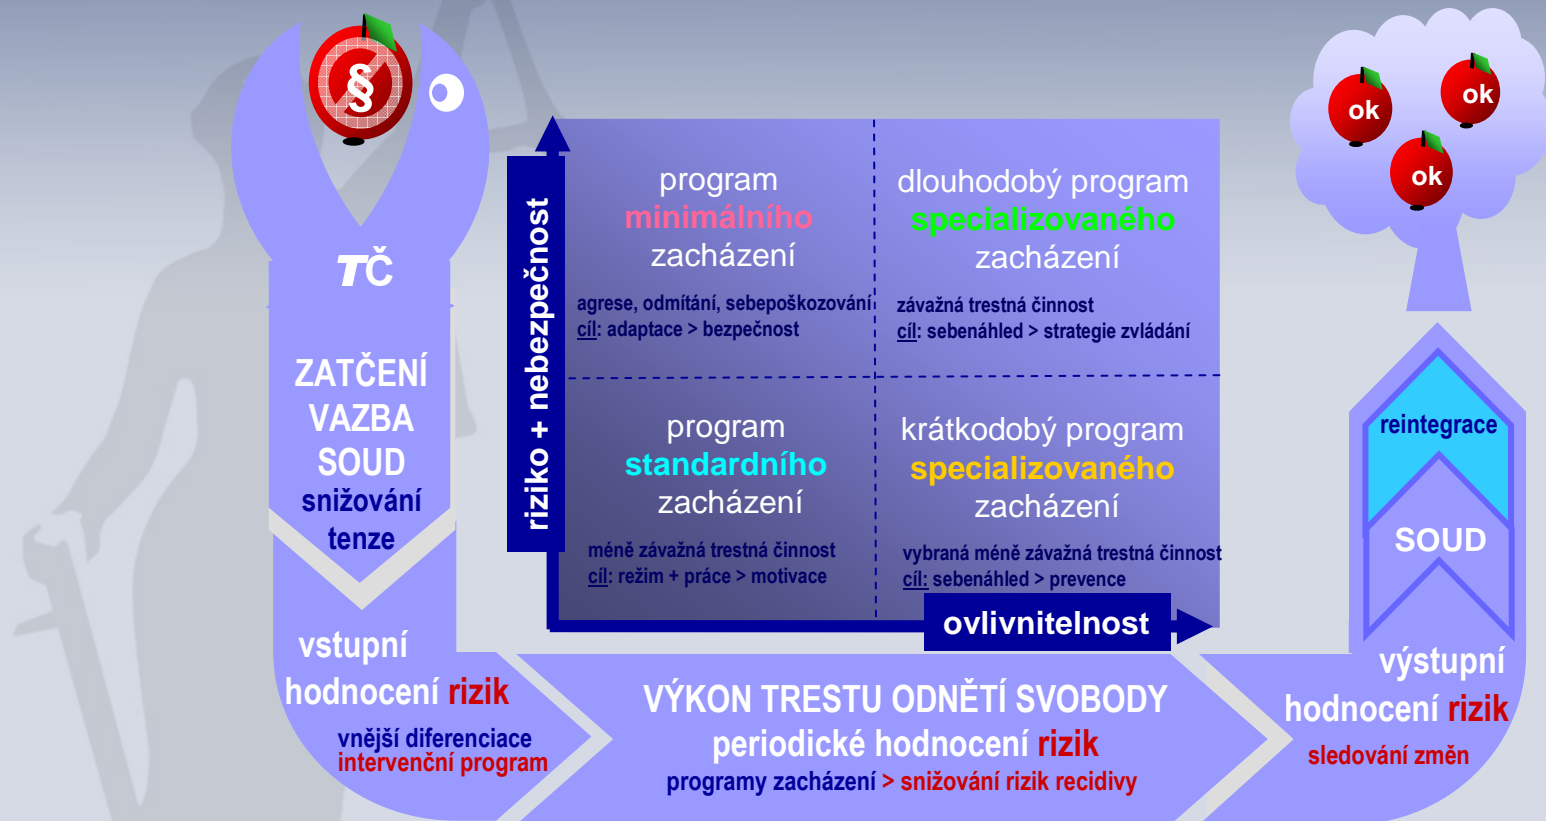 §
TČ
ZATČENÍ
VAZBA
SOUD
snižování
tenze
vstupní
hodnocení rizik
vnější diferenciace
intervenční program
riziko + nebezpečnost
program
minimálního
zacházení
agrese, odmítání, sebepoškozování
cíl: adaptace > bezpečnost
dlouhodobý program
specializovaného
zacházení
závažná trestná činnost
cíl: sebenáhled > strategie zvládání
program
standardního
zacházení
méně závažná trestná činnost
cíl: režim + práce > motivace
krátkodobý program
specializovaného
zacházení
vybraná méně závažná trestná činnost
cíl: sebenáhled > prevence
ovlivnitelnost
VÝKON TRESTU ODNĚTÍ SVOBODY
periodické hodnocení rizik
programy zacházení > snižování rizik recidivy
výstupní
hodnocení rizik
sledování změn
SOUD
reintegrace
ok
ok
ok